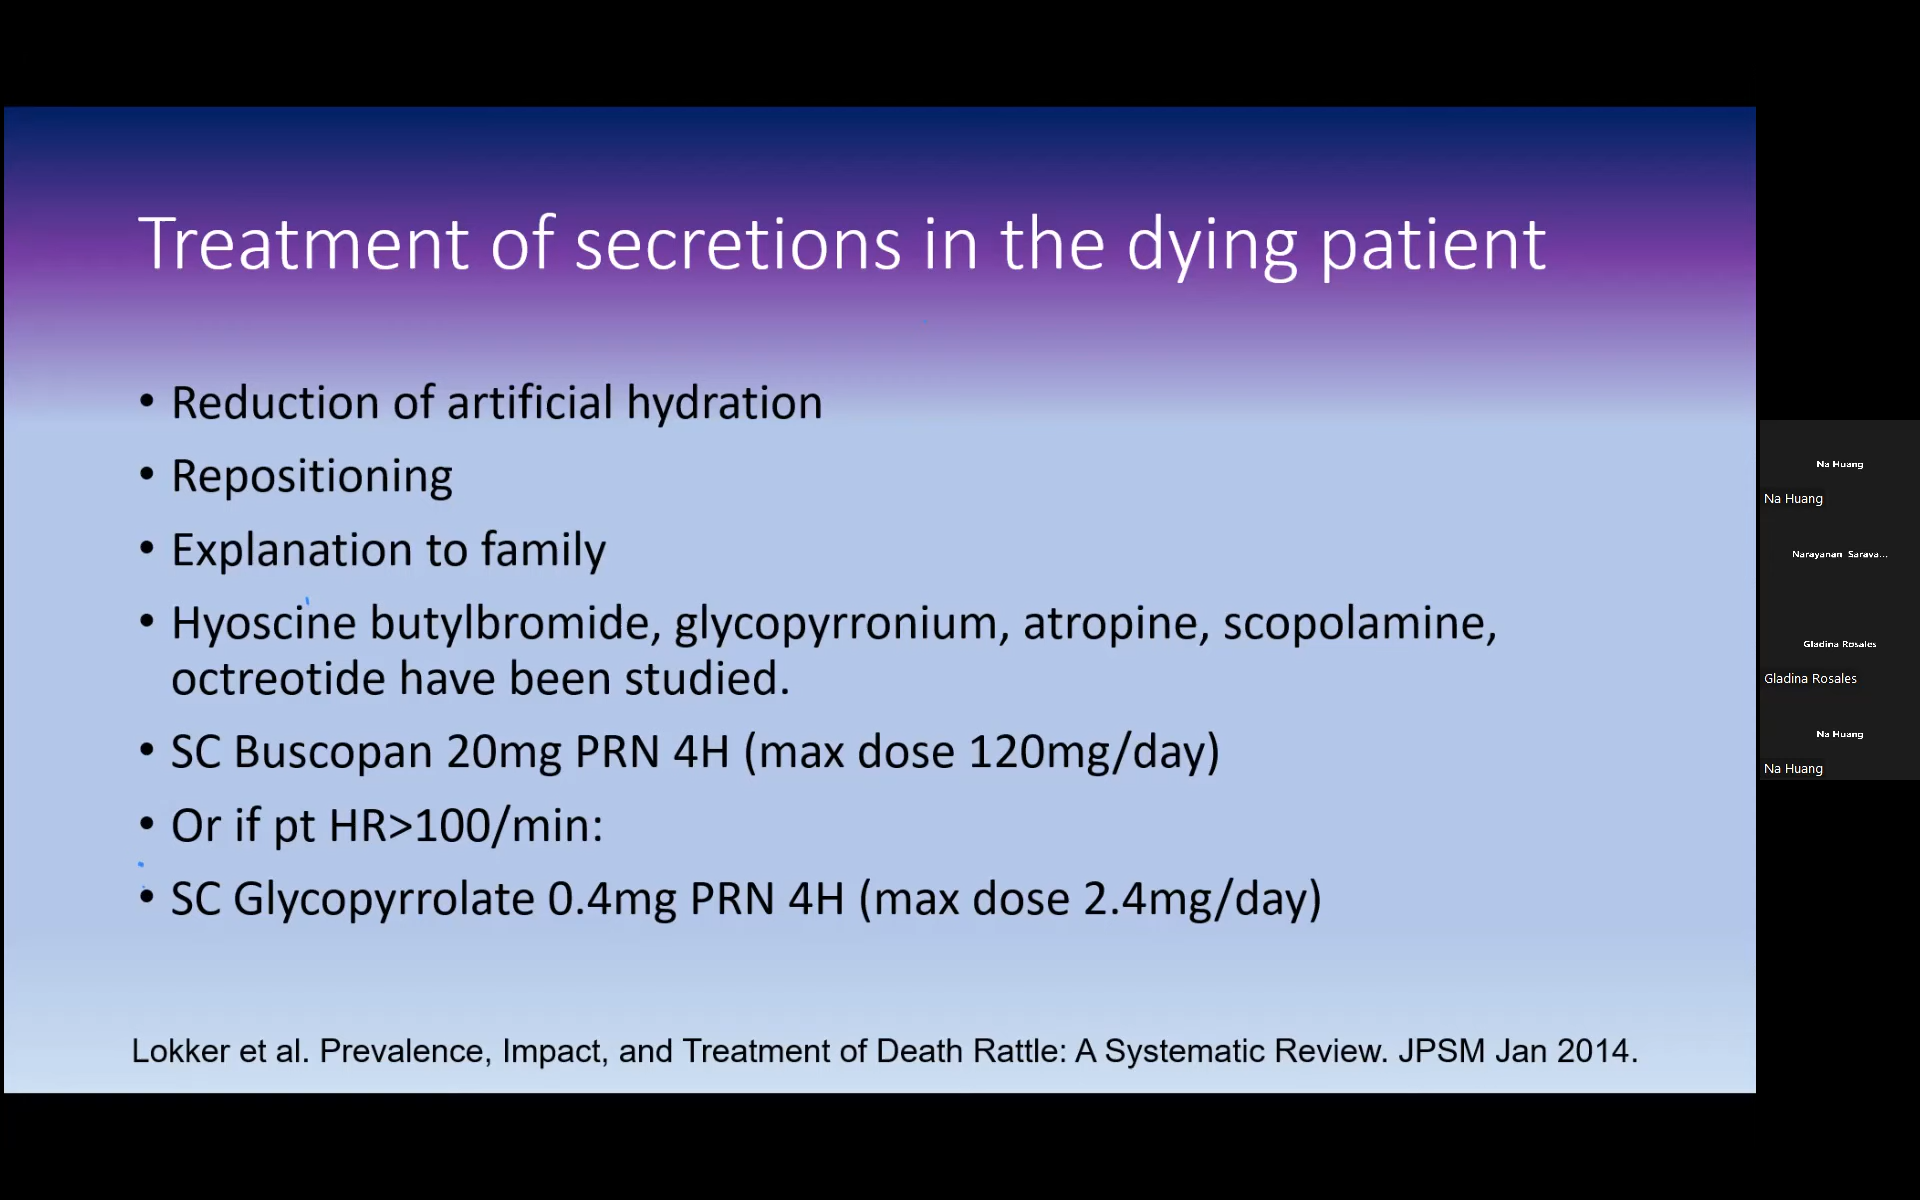 Treatment of secretions in the dying patient
• Reduction of artificial hydration
• Repositioning
• Explanation to family
• Hyoscine butylbromide, glycopyrronium, atropine, scopolamine,
octreotide have been studied.
• SC Buscopan 20mg PRN 4H (max dose 120mg/day)
• Or if pt HR>100/min:
• SC Glycopyrrolate 0.4mg PRN 4H (max dose 2.4mg/day)
Lokker et al. Prevalence, Impact, and Treatment of Death Rattle: A Systematic Review. JPSM Jan 2014.
Na Huang
Na Huang
Narayanan Sarava...
Gladina Rosales
Gladina Rosales
Na Huang
Na Huang